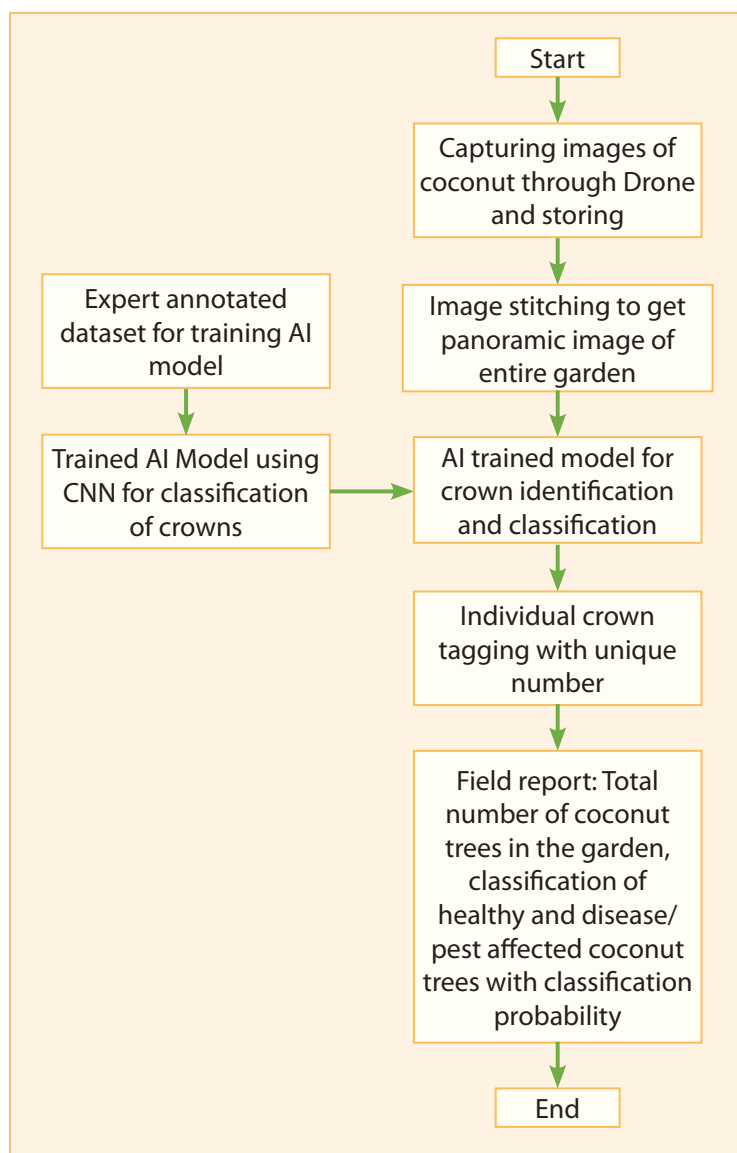 Start
Capturing images of
coconut through Drone
and storing
Image stitching to get
panoramic image of
entire garden
Expert annotated
dataset for training AI
model
Trained AI Model using
CNN for classification
of crowns
AI trained model for
crown identification
and classification
Individual crown
tagging with unique
number
Field report: Total
number of coconut
trees in the garden,
classification of
healthy and disease/
pest affected coconut
trees with classification
probability
End